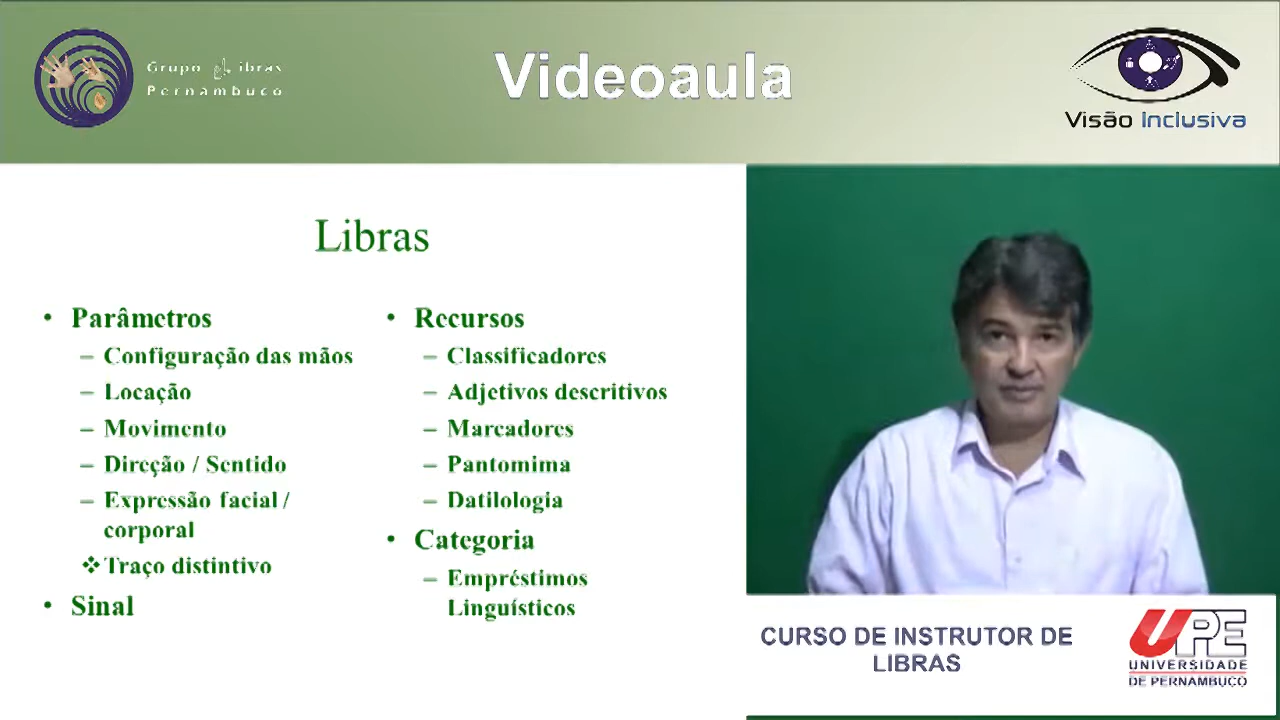 Grupo Libras
Pernambuco
Videoaula
Visão Inclusiva
Libras
• Parâmetros
– Configuração das mãos
– Locação
– Movimento
– Direção / Sentido
– Expressão facial /
corporal
❖Traço distintivo
• Sinal
• Recursos
– Classificadores
– Adjetivos descritivos
– Marcadores
– Pantomima
– Datilologia
• Categoria
– Empréstimos
Linguísticos
CURSO DE INSTRUTOR DE
LIBRAS
UPE
UNIVERSIDADE
DE PERNAMBUCO